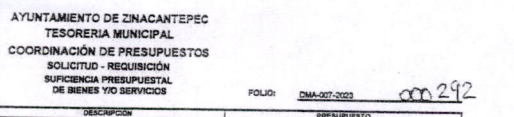 AYUNTAMIENTO DE ZINACANTEPEC
TESORERIA MUNICIPAL
COORDINACIÓN DE PRESUPUESTOS
SOLICITUD - REQUISICIÓN
SUFICIENCIA PRESUPUESTAL
DE BIENES Y/O SERVICIOS
FOLIO: DMA-007-2023 000292
DESCRIPCIÓN PRESUPUESTO